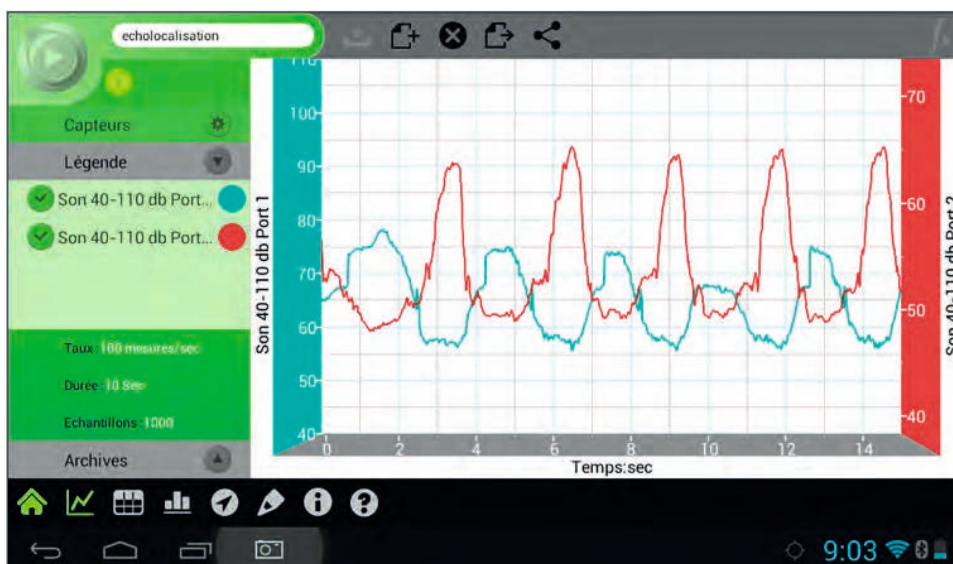 echolocalisation
Capteurs
Légende
Son 40-110 db Port...
Son 40-110 db Port...
Taux :100 mesures/sec
Durée :10 Sec
Echantillons :1000
Archives
Son 40-110 db Port 1
110
100
90
80
70
60
50
40
0 2 4 6 8 10 12 14
Temps:sec
70
60
50
40
Son 40-110 db Port 2
9:03